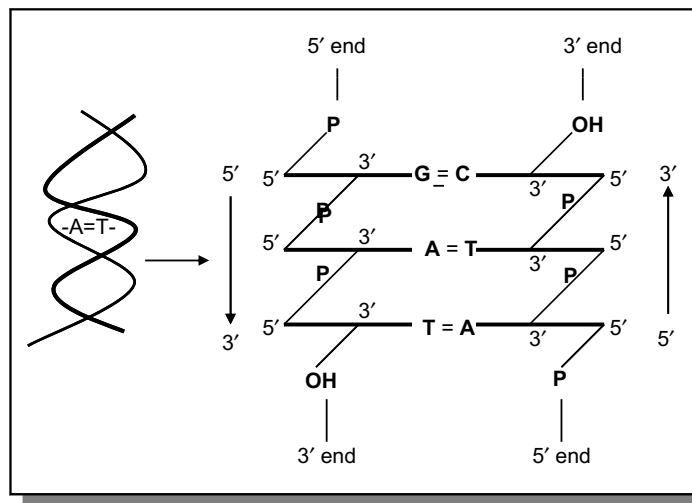 5′ end 3′ end
P OH
5′ 5′ 3′ G ≡ C 3′ 5′ 3′
P P
P
-A=T-
5′ 3′ A = T 3′ 5′
P P
3′ 5′ 3′ T = A 3′ 5′ 5′
OH P
3′ end 5′ end